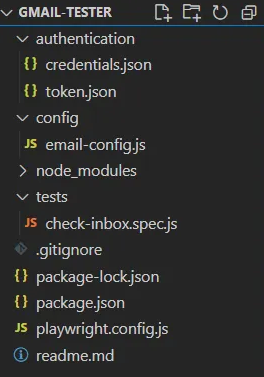 GMAIL-TESTER
authentication
{} credentials.json
{} token.json
config
JS email-config.js
node_modules
tests
JS check-inbox.spec.js
.gitignore
{} package-lock.json
{} package.json
JS playwright.config.js
readme.md